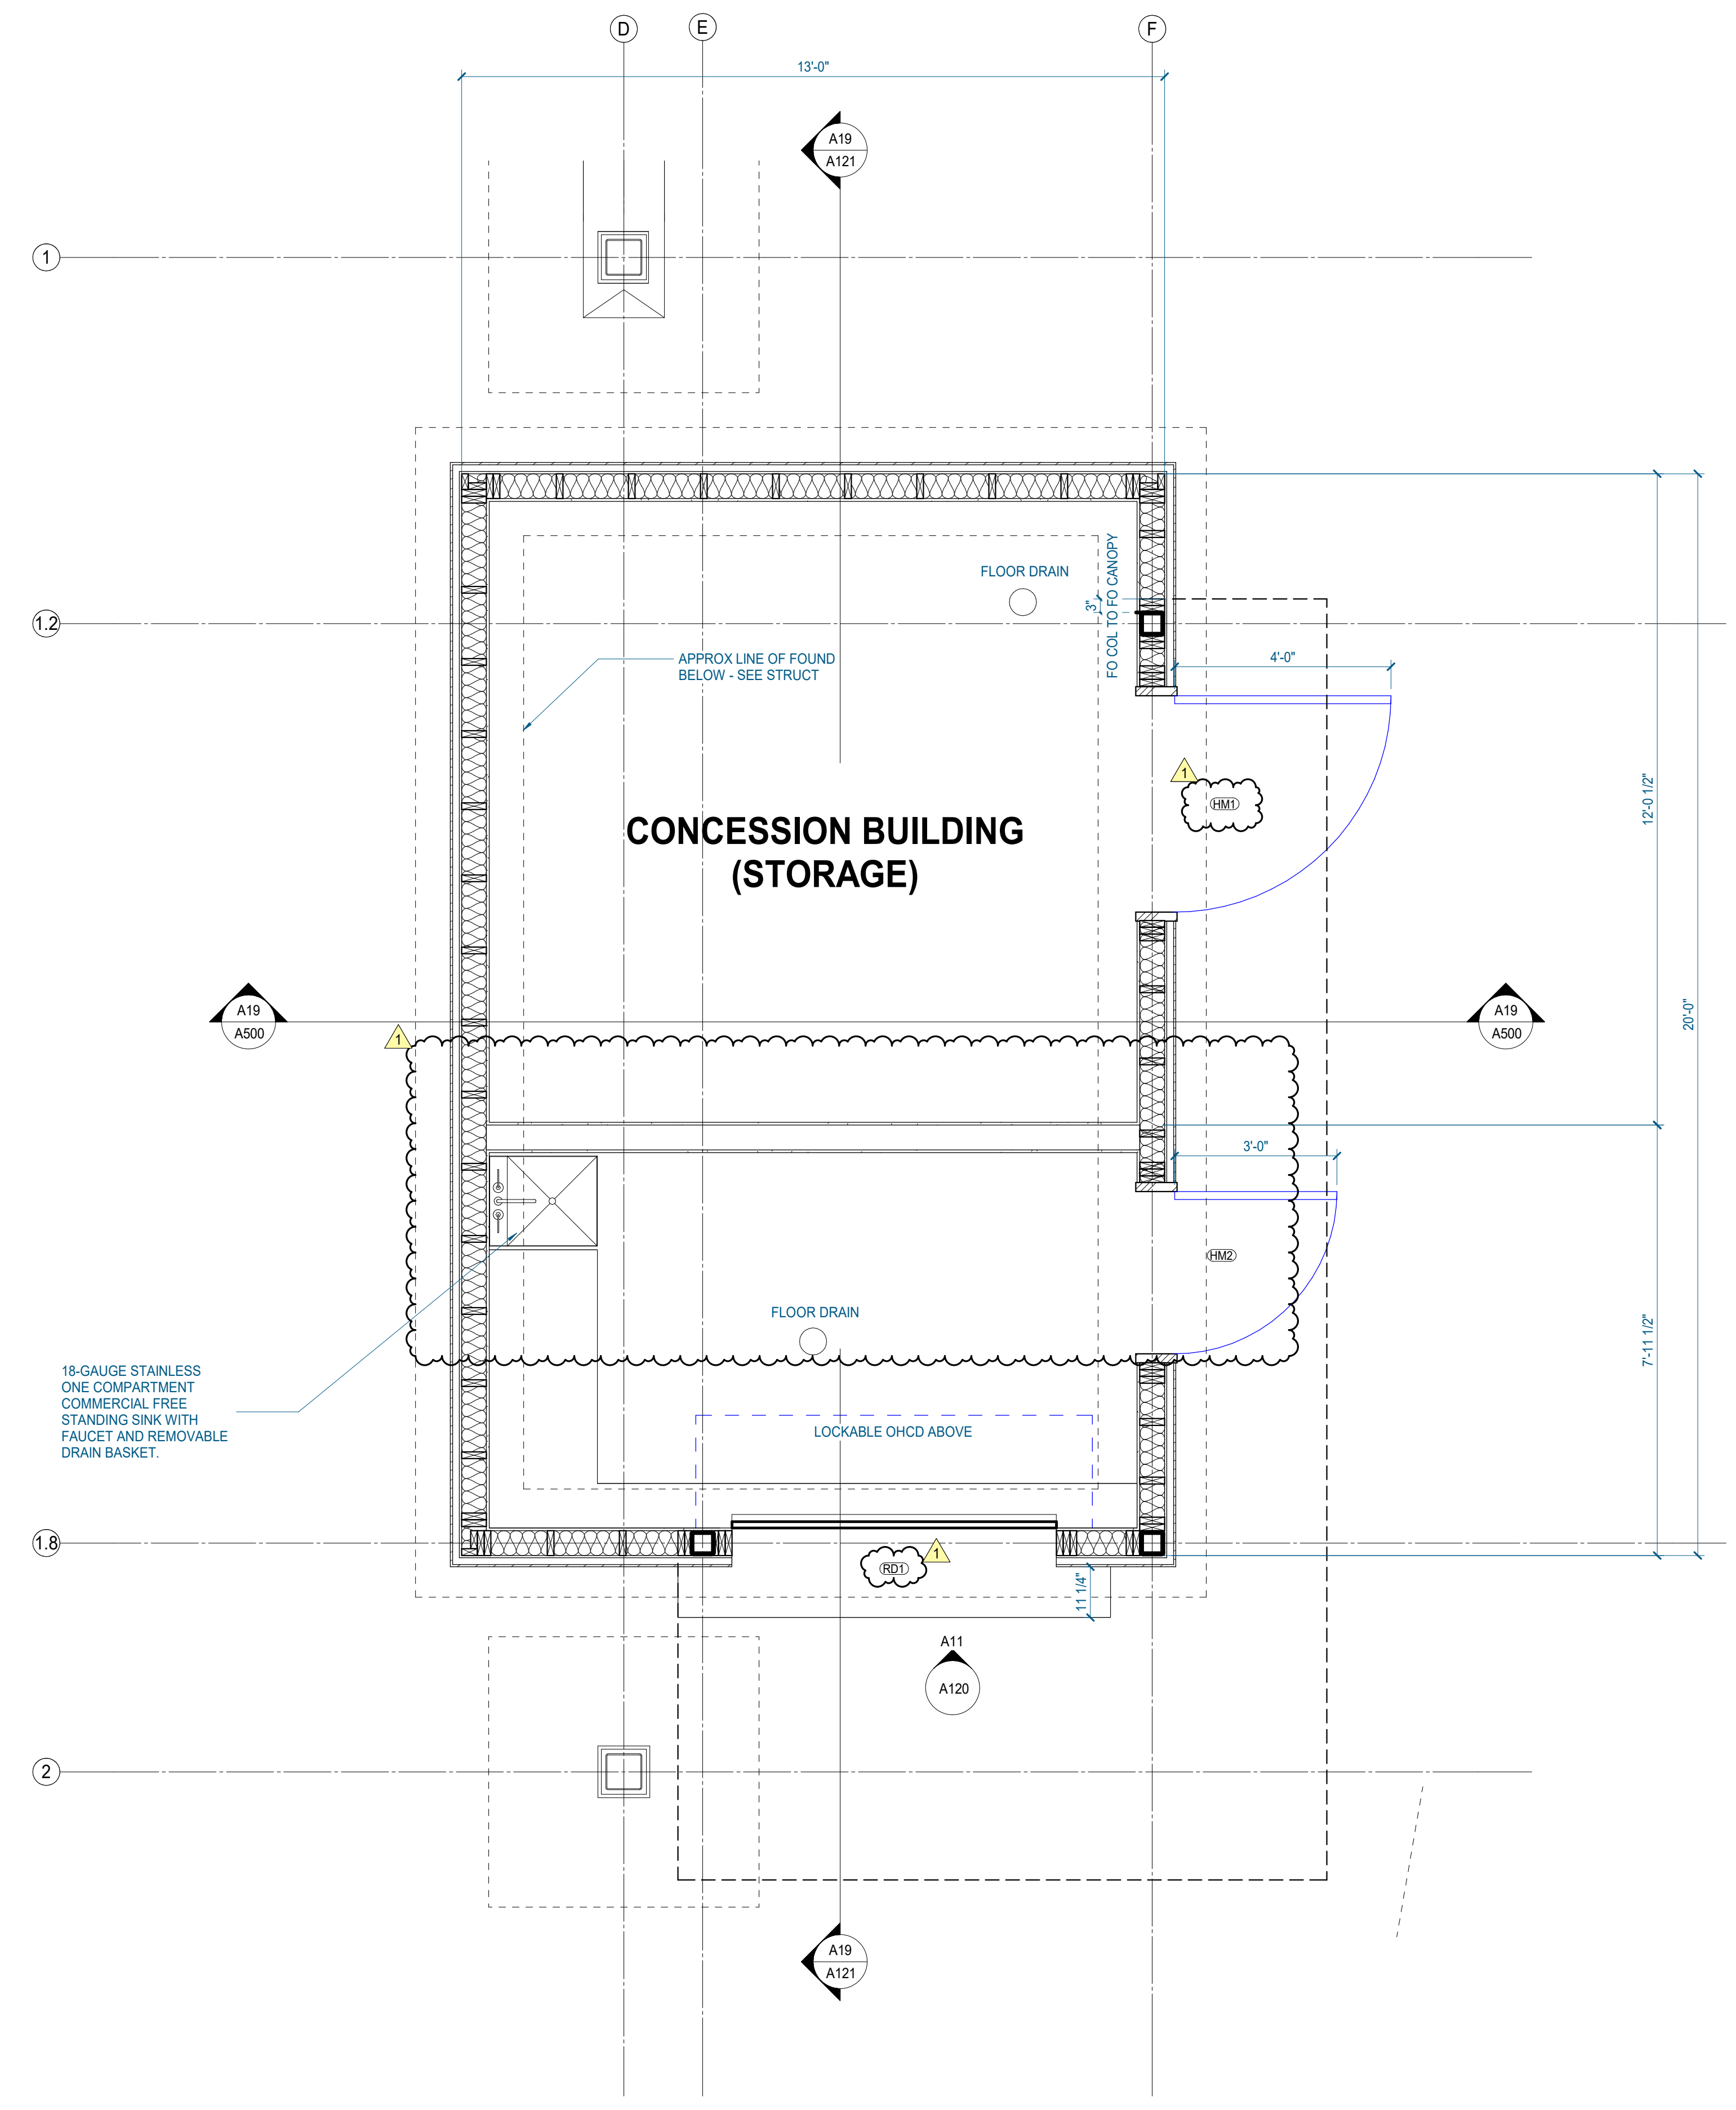 D
E
F
13'-0"
A19
A121
1
1.2
FLOOR DRAIN
3"
FO COL TO FO CANOPY
APPROX LINE OF FOUND
BELOW - SEE STRUCT
4'-0"
1
HM1
12'-0 1/2"
CONCESSION BUILDING
(STORAGE)
A19
A500
A19
A500
20'-0"
1
3'-0"
HM2
FLOOR DRAIN
7'-11 1/2"
18-GAUGE STAINLESS
ONE COMPARTMENT
COMMERCIAL FREE
STANDING SINK WITH
FAUCET AND REMOVABLE
DRAIN BASKET.
LOCKABLE OHCD ABOVE
1.8
RD1
1
11 1/4"
A11
A120
2
A19
A121